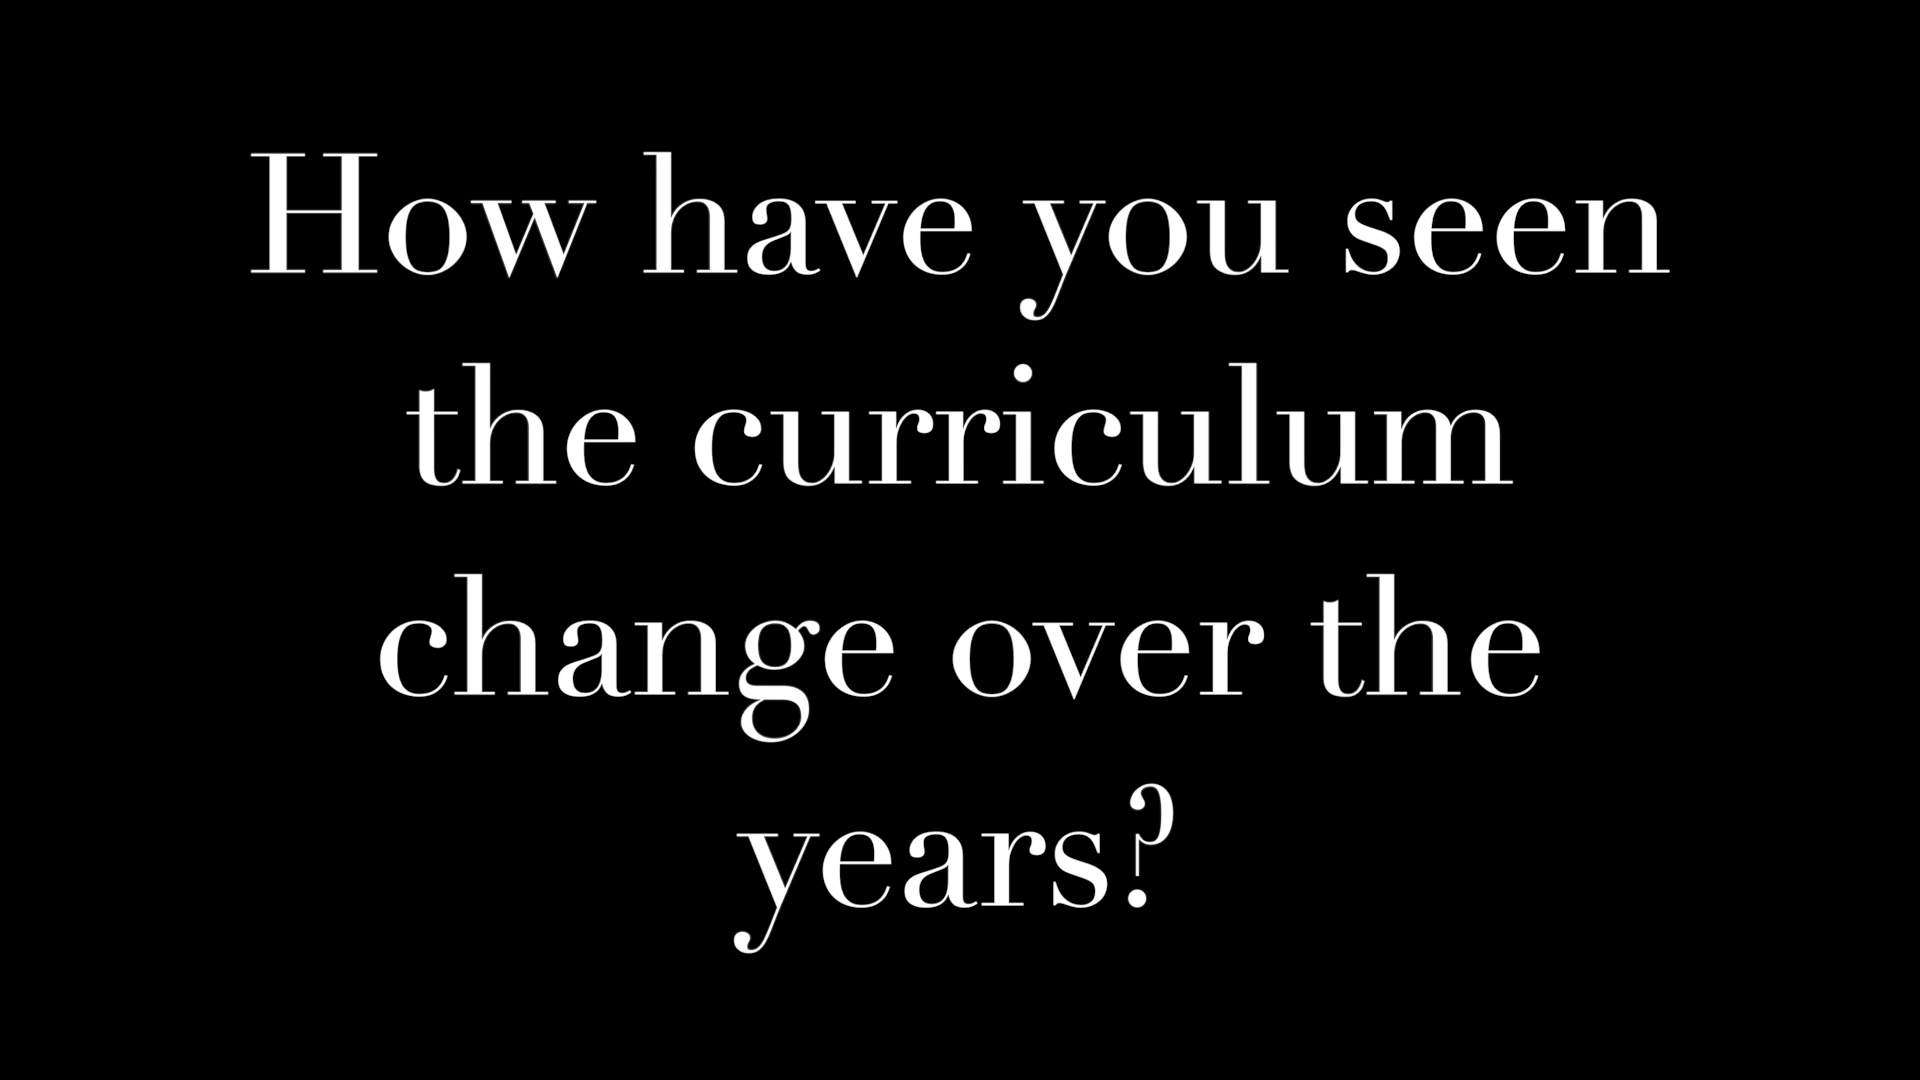 How have you seen
the curriculum
change over the
years?